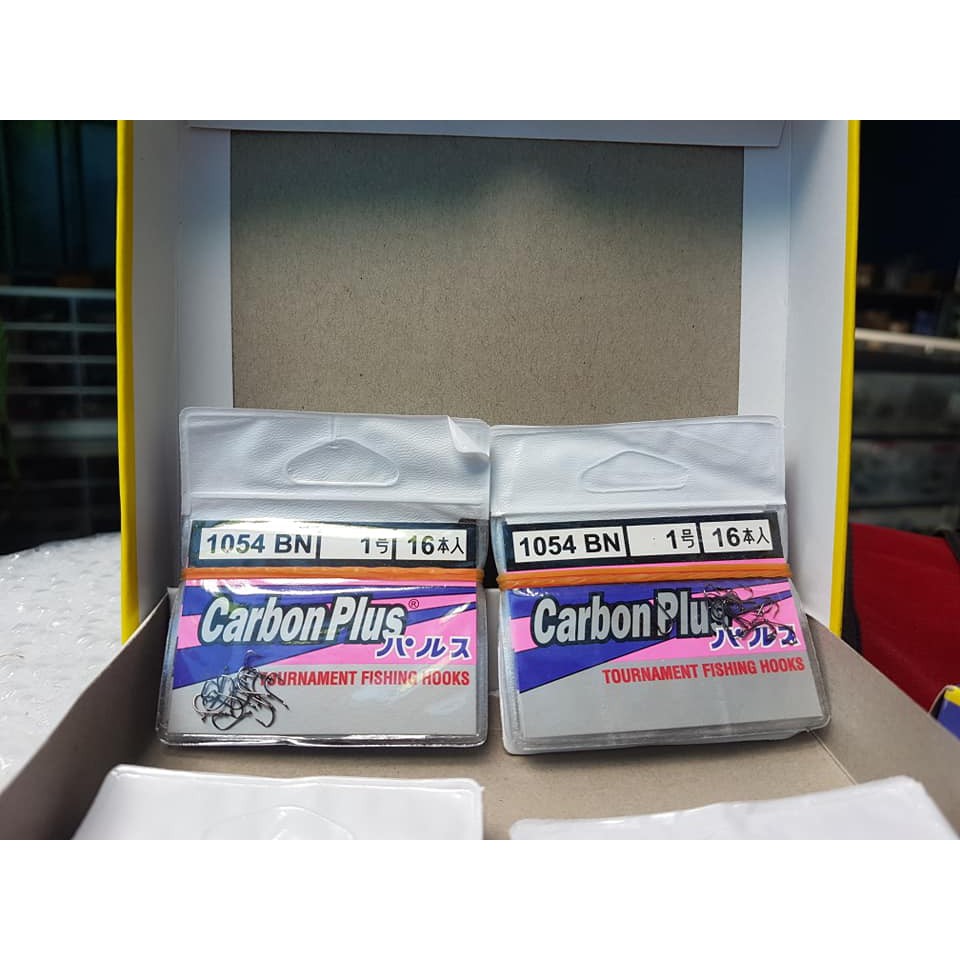 1054 BN 1号 16本入
Carbon Plus®
パルス
TOURNAMENT FISHING HOOKS
1054 BN 1号 16本入
Carbon Plus
パルス
TOURNAMENT FISHING HOOKS